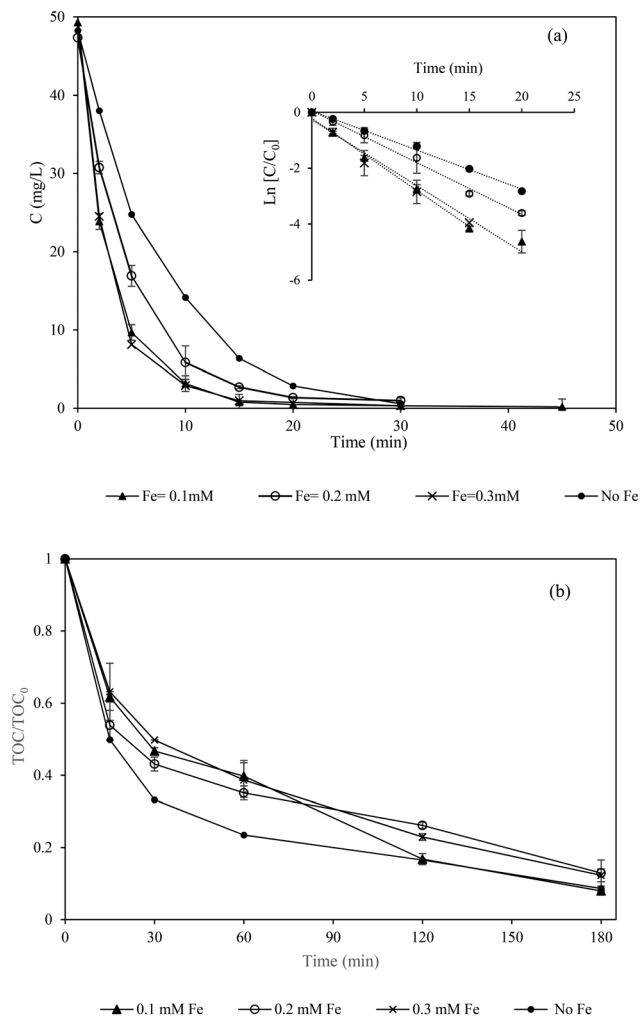 (a)
C (mg/L)
50
40
30
20
10
0
0 10 20 30 40 50
Time (min)
Time (min)
0 5 10 15 20 25
Ln [C/C0]
0
-2
-4
-6
Fe= 0.1mM Fe= 0.2 mM Fe=0.3mM No Fe
(b)
TOC/TOC0
1
0.8
0.6
0.4
0.2
0
0 30 60 90 120 150 180
Time (min)
0.1 mM Fe 0.2 mM Fe 0.3 mM Fe No Fe